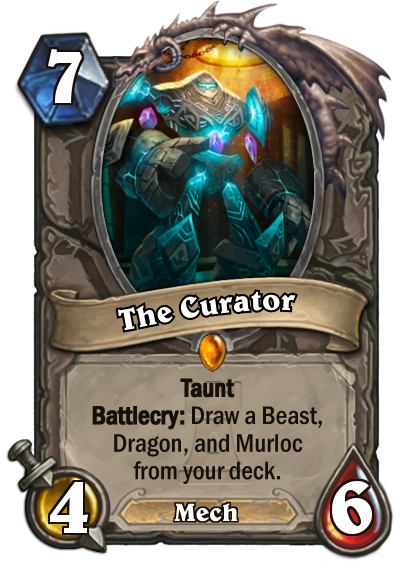 7
The Curator
Taunt
Battlecry: Draw a Beast,
Dragon, and Murloc
from your deck.
4
Mech
6